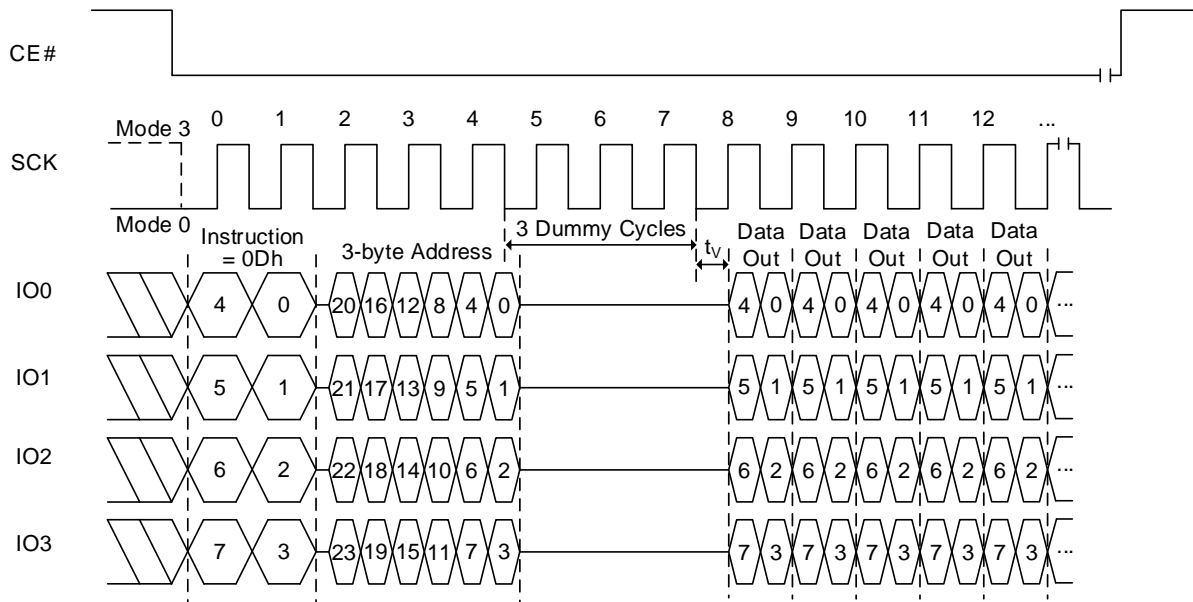 CE#
0 1 2 3 4 5 6 7 8 9 10 11 12 ...
Mode 3
SCK
Mode 0
Instruction
= 0Dh
3-byte Address
3 Dummy Cycles
tV
Data
Out
Data
Out
Data
Out
Data
Out
Data
Out
IO0 4 0 20 16 12 8 4 0 4 0 4 0 4 0 4 0 4 0 ...
IO1 5 1 21 17 13 9 5 1 5 1 5 1 5 1 5 1 5 1 ...
IO2 6 2 22 18 14 10 6 2 6 2 6 2 6 2 6 2 6 2 ...
IO3 7 3 23 19 15 11 7 3 7 3 7 3 7 3 7 3 7 3 ...